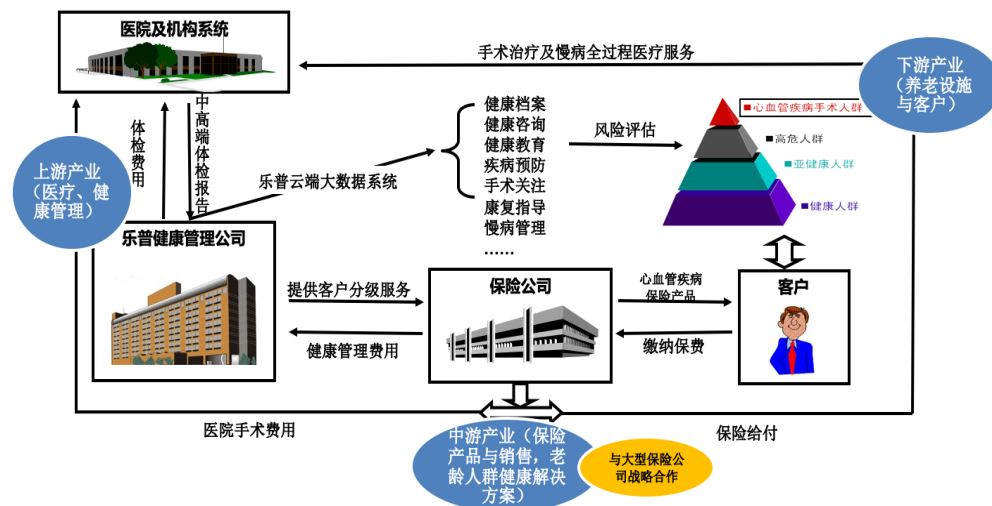 医院及机构系统
手术治疗及慢病全过程医疗服务
下游产业
（养老设施
与客户）
体检费用
中高端体检报告
健康档案
健康咨询
健康教育
疾病预防
手术关注
康复指导
慢病管理
……
风险评估
■心血管疾病手术人群
■高危人群
■亚健康人群
■健康人群
上游产业
（医疗、健
康管理）
乐普云端大数据系统
乐普健康管理公司
提供客户分级服务
健康管理费用
保险公司
心血管疾病
保险产品
缴纳保费
客户
医院手术费用
保险给付
中游产业（保险
产品与销售，老
龄人群健康解决
方案）
与大型保险公
司战略合作